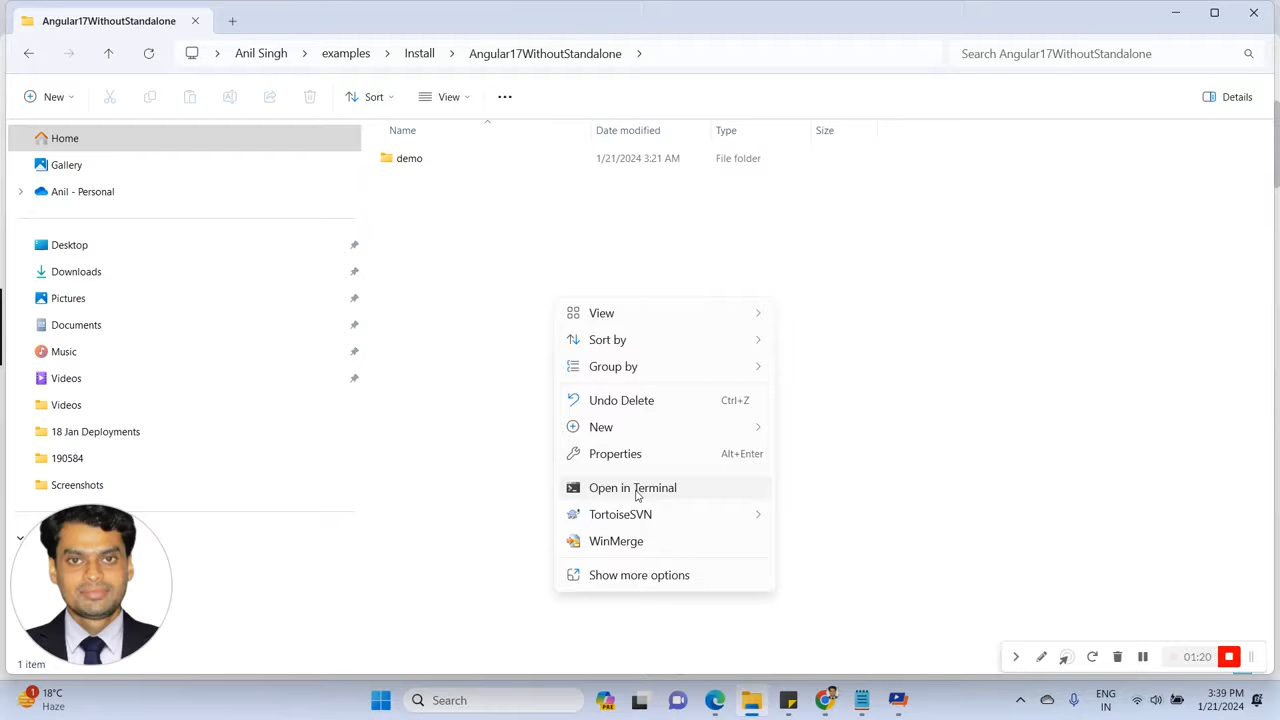 Angular17WithoutStandalone
Anil Singh > examples > Install > Angular17WithoutStandalone >
Search Angular17WithoutStandalone
New
Sort
View
Details
Name
Date modified
Type
Size
demo
1/21/2024 3:21 AM
File folder
Home
Gallery
Anil - Personal
Desktop
Downloads
Pictures
Documents
Music
Videos
Videos
18 Jan Deployments
190584
Screenshots
View
Sort by
Group by
Undo Delete Ctrl+Z
New
Properties Alt+Enter
Open in Terminal
TortoiseSVN
WinMerge
Show more options
1 item
01:20
1
18°C
Haze
Search
PRE
ENG
IN
3:39 PM
1/21/2024